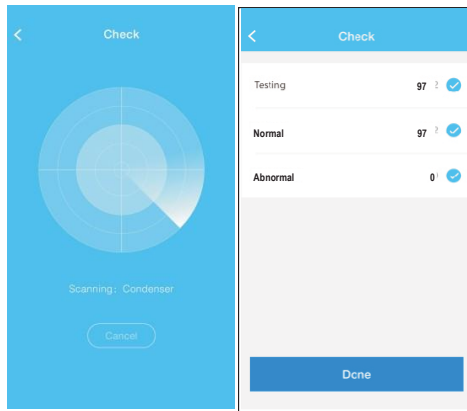 Check
Scanning: Condenser
Cancel
Check
Testing 97
Normal 97
Abnormal 0
Done